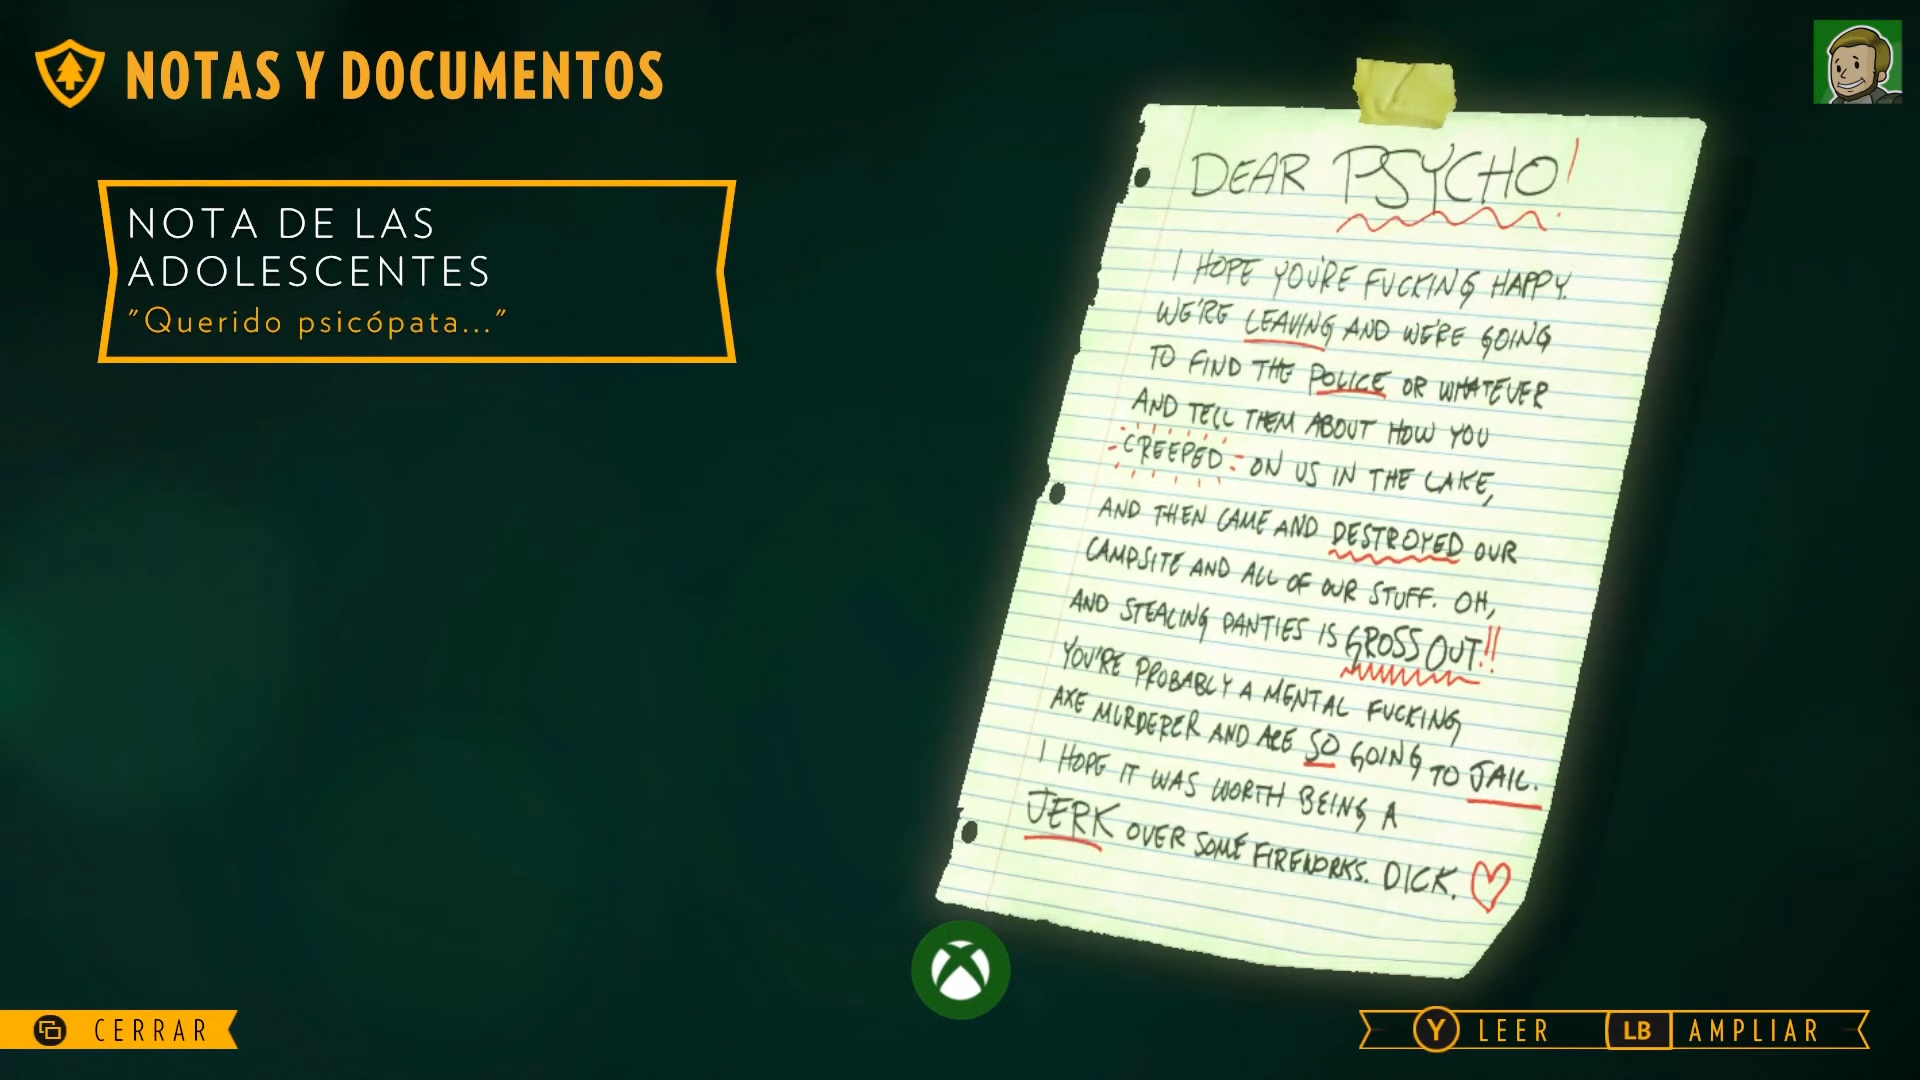 NOTAS Y DOCUMENTOS
NOTA DE LAS
ADOLESCENTES
"Querido psicópata..."
DEAR PSYCHO!
I HOPE YOU'RE FUCKING HAPPY.
WE'RE LEAVING AND WE'RE GOING
TO FIND THE POLICE OR WHATEVER
AND TELL THEM ABOUT HOW YOU
CREEPED ON US IN THE LAKE,
AND THEN CAME AND DESTROYED OUR
CAMPSITE AND ALL OF OUR STUFF. OH,
AND STEALING PANTIES IS GROSS OUT!!
YOU'RE PROBABLY A MENTAL FUCKING
AXE MURDERER AND ARE SO GOING TO JAIL.
I HOPE IT WAS WORTH BEING A
JERK OVER SOME FIREWORKS. DICK.
CERRAR
Y LEER
LB AMPLIAR